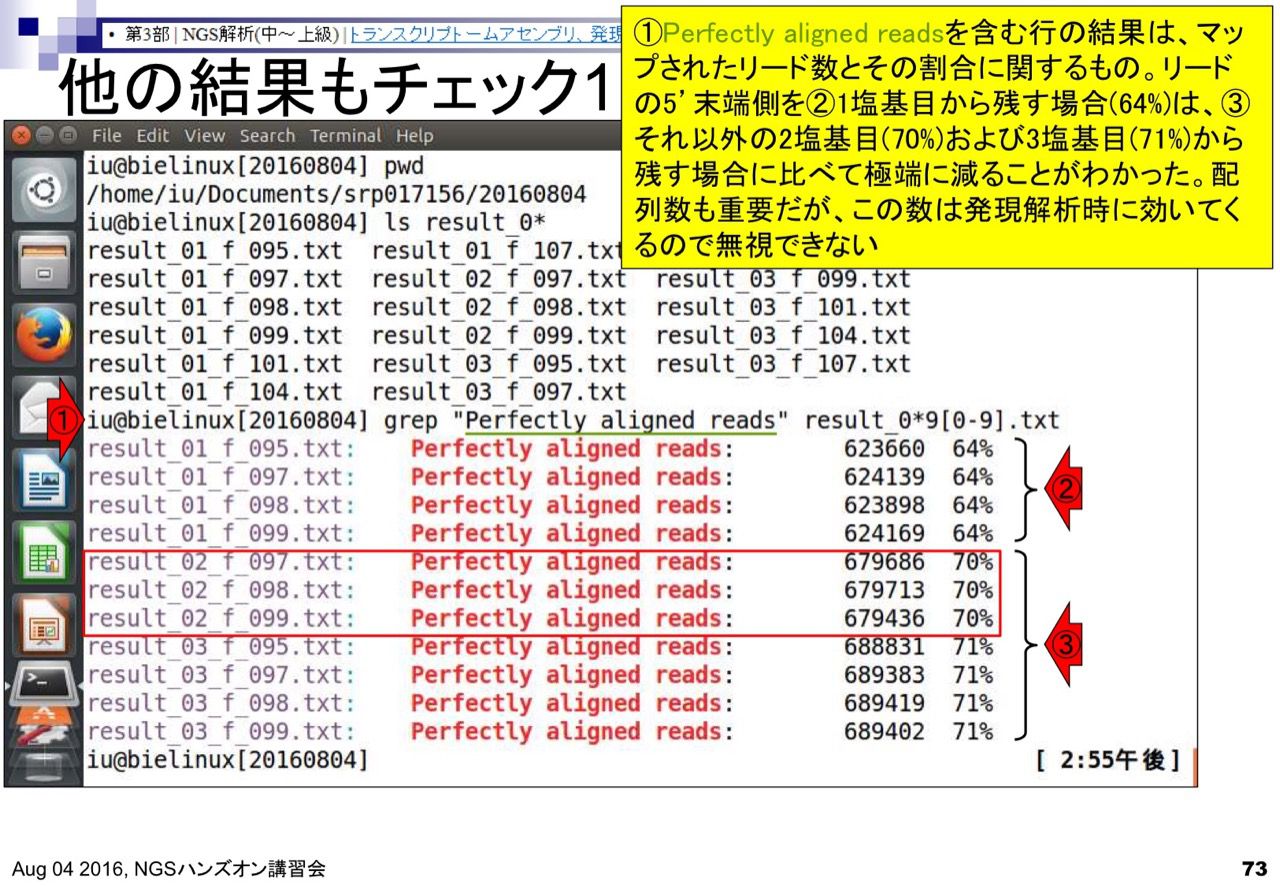 • 第3部 | NGS解析(中～上級) | トランスクリプトームアセンブリ、発現
他の結果もチェック1
①Perfectly aligned readsを含む行の結果は、マッ
プされたリード数とその割合に関するもの。リード
の5’末端側を②1塩基目から残す場合(64%)は、③
それ以外の2塩基目(70%)および3塩基目(71%)から
残す場合に比べて極端に減ることがわかった。配
列数も重要だが、この数は発現解析時に効いてく
るので無視できない
File Edit View Search Terminal Help
iu@bielinux[20160804] pwd
/home/iu/Documents/srp017156/20160804
iu@bielinux[20160804] ls result_0*
result_01_f_095.txt result_01_f_107.txt
result_01_f_097.txt result_02_f_097.txt result_03_f_099.txt
result_01_f_098.txt result_02_f_098.txt result_03_f_101.txt
result_01_f_099.txt result_02_f_099.txt result_03_f_104.txt
result_01_f_101.txt result_03_f_095.txt result_03_f_107.txt
result_01_f_104.txt result_03_f_097.txt
① iu@bielinux[20160804] grep "Perfectly aligned reads" result_0*9[0-9].txt
result_01_f_095.txt: Perfectly aligned reads: 623660 64%
result_01_f_097.txt: Perfectly aligned reads: 624139 64%
②
result_01_f_098.txt: Perfectly aligned reads: 623898 64%
result_01_f_099.txt: Perfectly aligned reads: 624169 64%
result_02_f_097.txt: Perfectly aligned reads: 679686 70%
result_02_f_098.txt: Perfectly aligned reads: 679713 70%
result_02_f_099.txt: Perfectly aligned reads: 679436 70%
result_03_f_095.txt: Perfectly aligned reads: 688831 71%
③
result_03_f_097.txt: Perfectly aligned reads: 689383 71%
result_03_f_098.txt: Perfectly aligned reads: 689419 71%
result_03_f_099.txt: Perfectly aligned reads: 689402 71%
iu@bielinux[20160804] [ 2:55午後]
Aug 04 2016, NGSハンズオン講習会
73